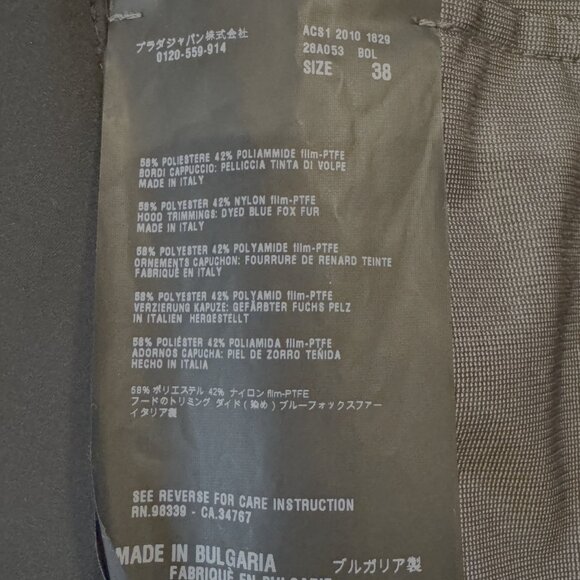 プラダジャパン株式会社
0120-559-914
ACS1 2010 1829
28A053 BOL
SIZE 38
58% POLIESTERE 42% POLIAMMIDE film-PTFE
BORDI CAPPUCCIO: PELLICCIA TINTA DI VOLPE
MADE IN ITALY
58% POLYESTER 42% NYLON film-PTFE
HOOD TRIMMINGS: DYED BLUE FOX FUR
MADE IN ITALY
58% POLYESTER 42% POLYAMIDE film-PTFE
ORNEMENTS CAPUCHON: FOURRURE DE RENARD TEINTE
FABRIQUÉ EN ITALY
58% POLYESTER 42% POLYAMID film-PTFE
VERZIERUNG KAPUZE: GEFÄRBTER FUCHS PELZ
IN ITALIEN HERGESTELLT
58% POLIÉSTER 42% POLIAMIDA film-PTFE
ADORNOS CAPUCHA: PIEL DE ZORRO TEÑIDA
HECHO IN ITALIA
58% ポリエステル 42% ナイロン film-PTFE
フードのトリミング ダイド(染め)ブルーフォックスファー
イタリア製
SEE REVERSE FOR CARE INSTRUCTION
RN.98339 - CA.34767
MADE IN BULGARIA ブルガリア製
FABRIQUÉ EN BULGARIE